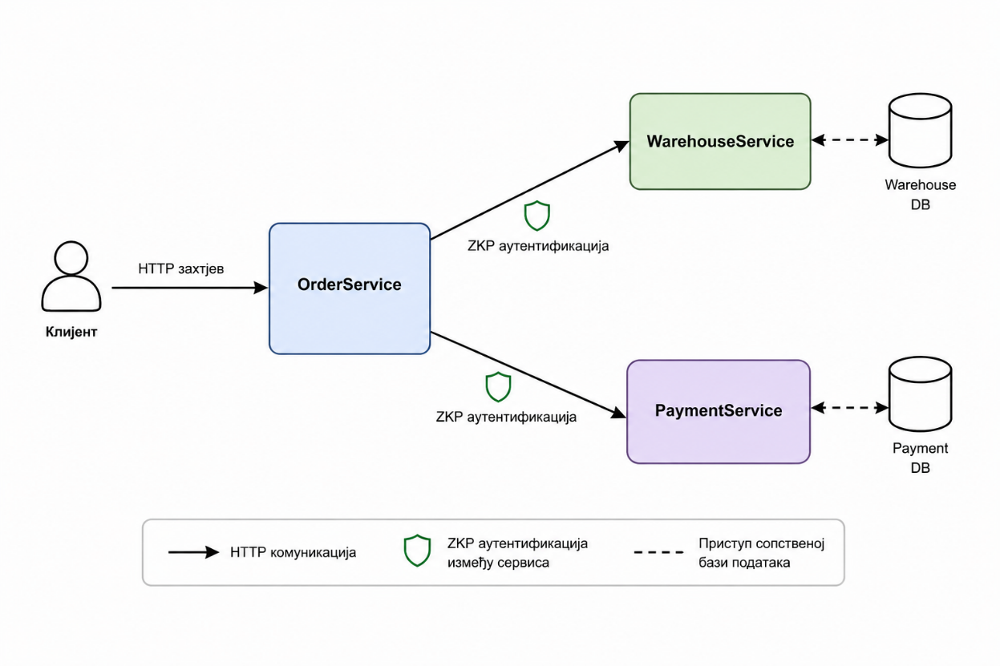 WarehouseService
Warehouse
DB
ZKP аутентификација
HTTP захтјев
OrderService
Клијент
PaymentService
ZKP аутентификација
Payment
DB
HTTP комуникација
ZKP аутентификација
између сервиса
Приступ сопственој
бази података